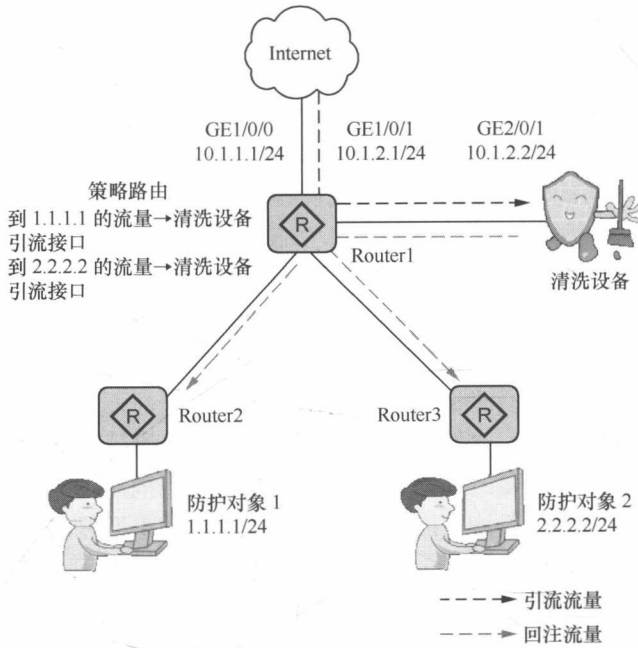 Internet
GE1/0/0
10.1.1.1/24
GE1/0/1
10.1.2.1/24
GE2/0/1
10.1.2.2/24
策略路由
到 1.1.1.1 的流量→清洗设备
引流接口
到 2.2.2.2 的流量→清洗设备
引流接口
R
Router1
清洗设备
R
Router2
R
Router3
防护对象 1
1.1.1.1/24
防护对象 2
2.2.2.2/24
引流流量
回注流量